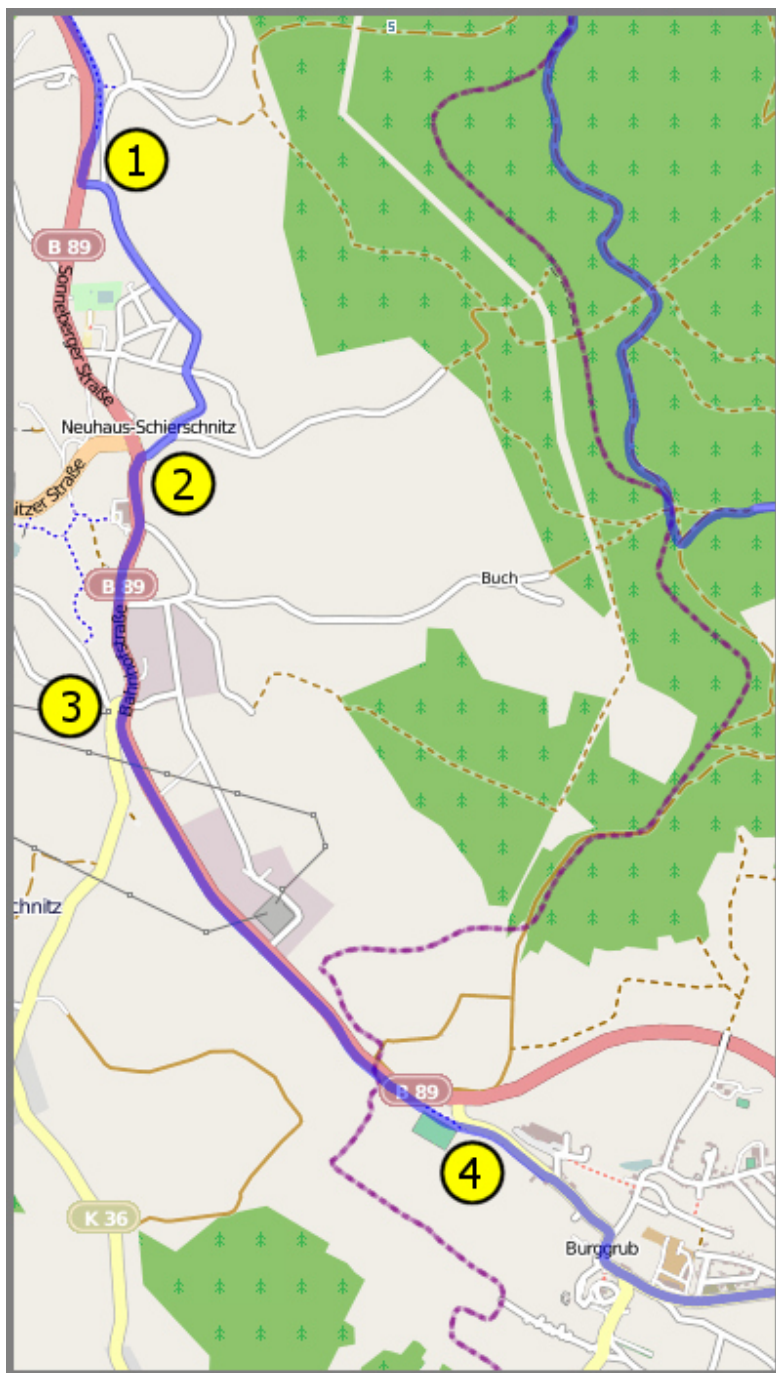 5
1
B 89
Sonneberger Straße
Neuhaus-Schierschnitz
2
itzer Straße
B 89
Buch
Bahnhofstraße
3
chnitz
B 89
4
K 36
Burggrub